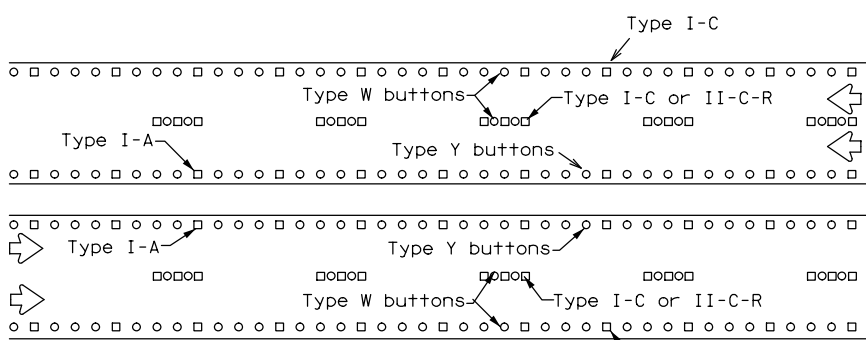 Type I-C
Type W buttons
Type I-C or II-C-R
Type I-A
Type Y buttons
Type I-A
Type Y buttons
Type W buttons
Type I-C or II-C-R